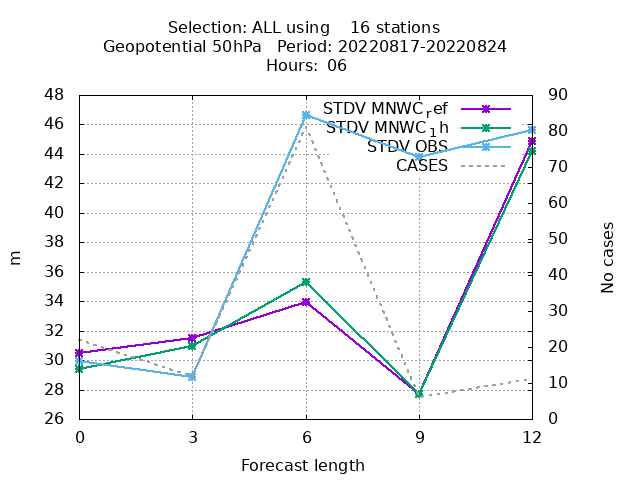 Selection: ALL using    16 stations
Geopotential 50hPa   Period: 20220817-20220824
Hours: 06
48 90
46 80
44 70
42 60
40 50
38 40
36 30
34 20
32 10
30 0
28
26
STDV MNWCref
STDV MNWC1h
STDV OBS
CASES
m
No cases
0 3 6 9 12
Forecast length